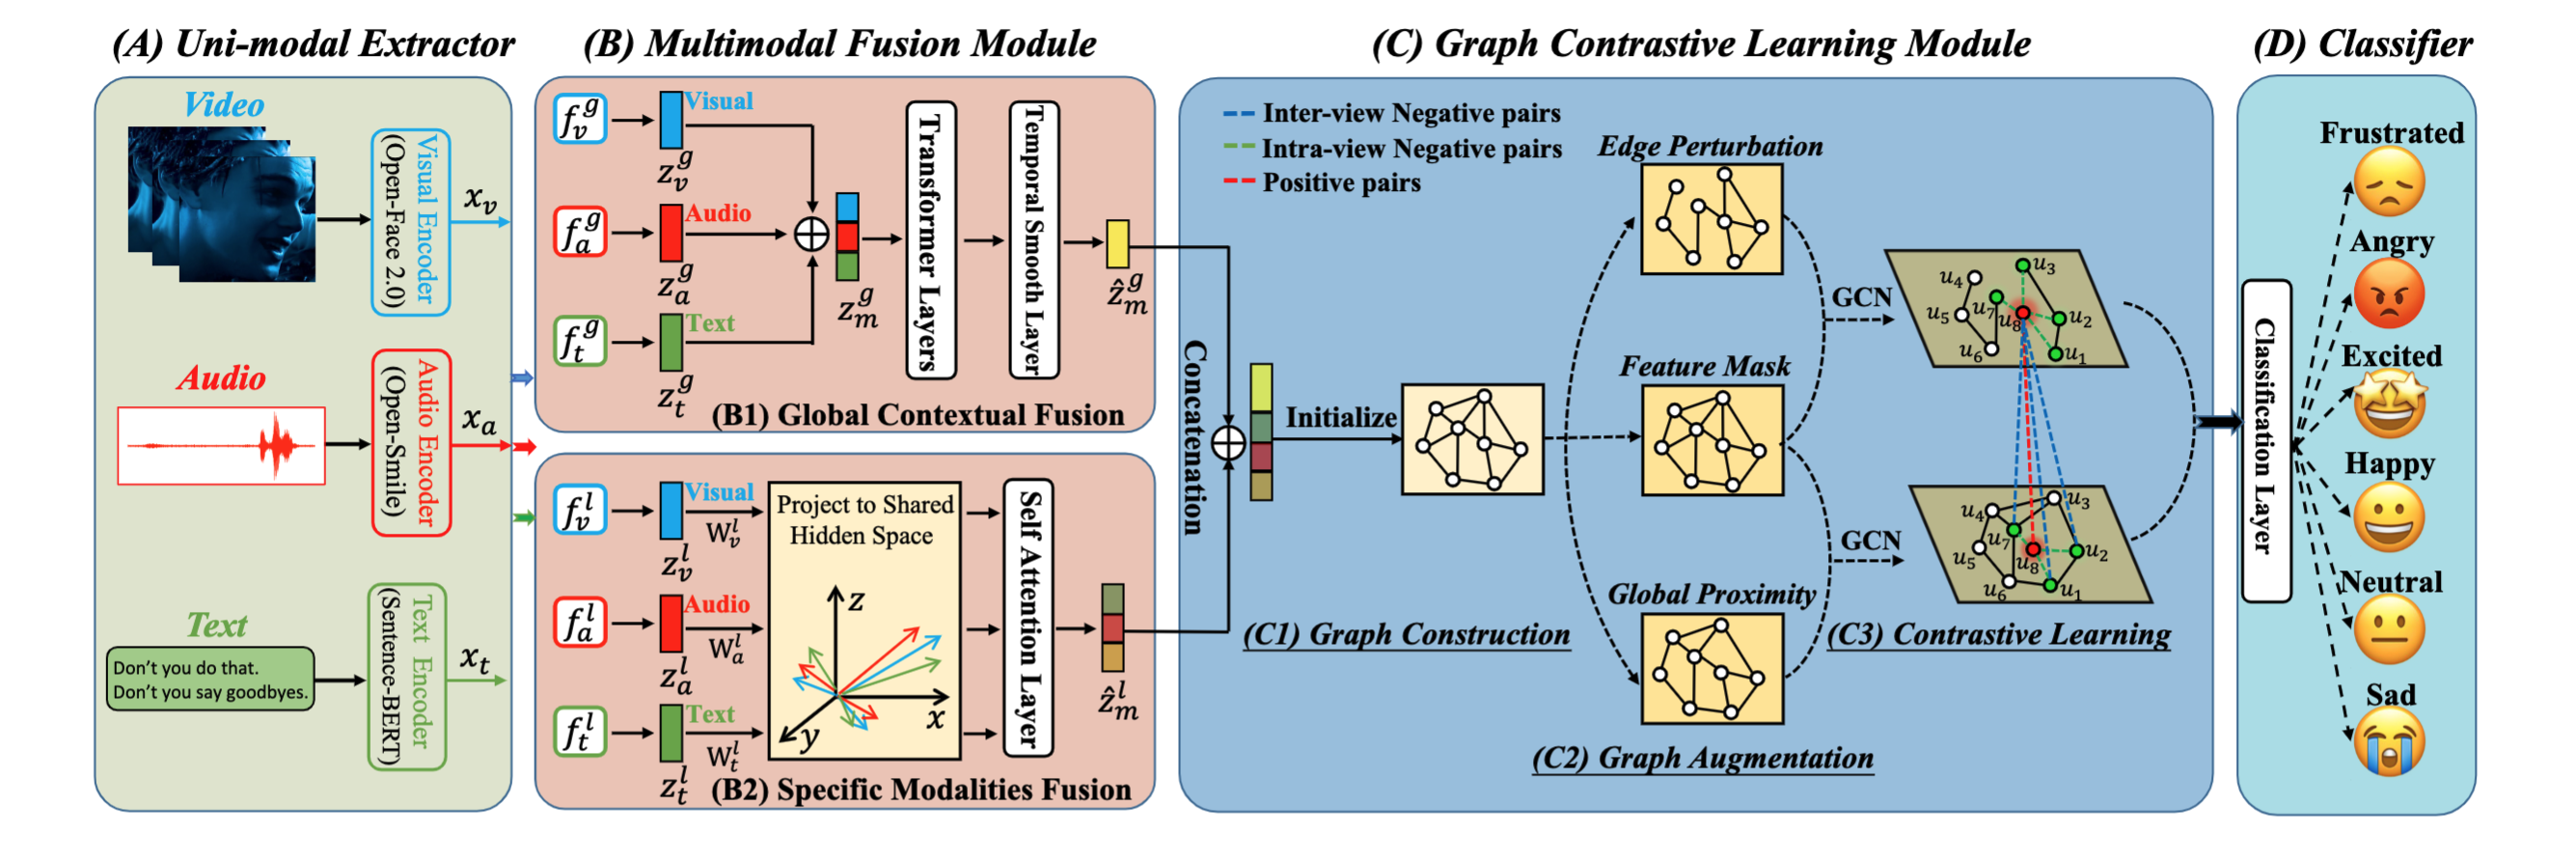 (A) Uni-modal Extractor
Video
Visual Encoder
(Open-Face 2.0)
x_v
Audio
Audio Encoder
(Open-Smile)
x_a
Text
Don't you do that.
Don't you say goodbyes.
Text Encoder
(Sentence-BERT)
x_t
(B) Multimodal Fusion Module
f_v^g
Visual
z_v^g
f_a^g
Audio
z_a^g
f_t^g
Text
z_t^g
z_m^g
Transformer Layers
Temporal Smooth Layer
ẑ_m^g
(B1) Global Contextual Fusion
f_v^l
Visual
W_v^l
z_v^l
f_a^l
Audio
W_a^l
z_a^l
f_t^l
Text
W_t^l
z_t^l
Project to Shared
Hidden Space
z
x
y
Self Attention Layer
ẑ_m^l
(B2) Specific Modalities Fusion
(C) Graph Contrastive Learning Module
Inter-view Negative pairs
Intra-view Negative pairs
Positive pairs
Concatenation
Initialize
(C1) Graph Construction
Edge Perturbation
Feature Mask
Global Proximity
(C2) Graph Augmentation
GCN
u_4
u_3
u_5
u_7
u_8
u_2
u_6
u_1
GCN
u_4
u_3
u_7
u_5
u_8
u_2
u_6
u_1
(C3) Contrastive Learning
(D) Classifier
Classification Layer
Frustrated
Angry
Excited
Happy
Neutral
Sad